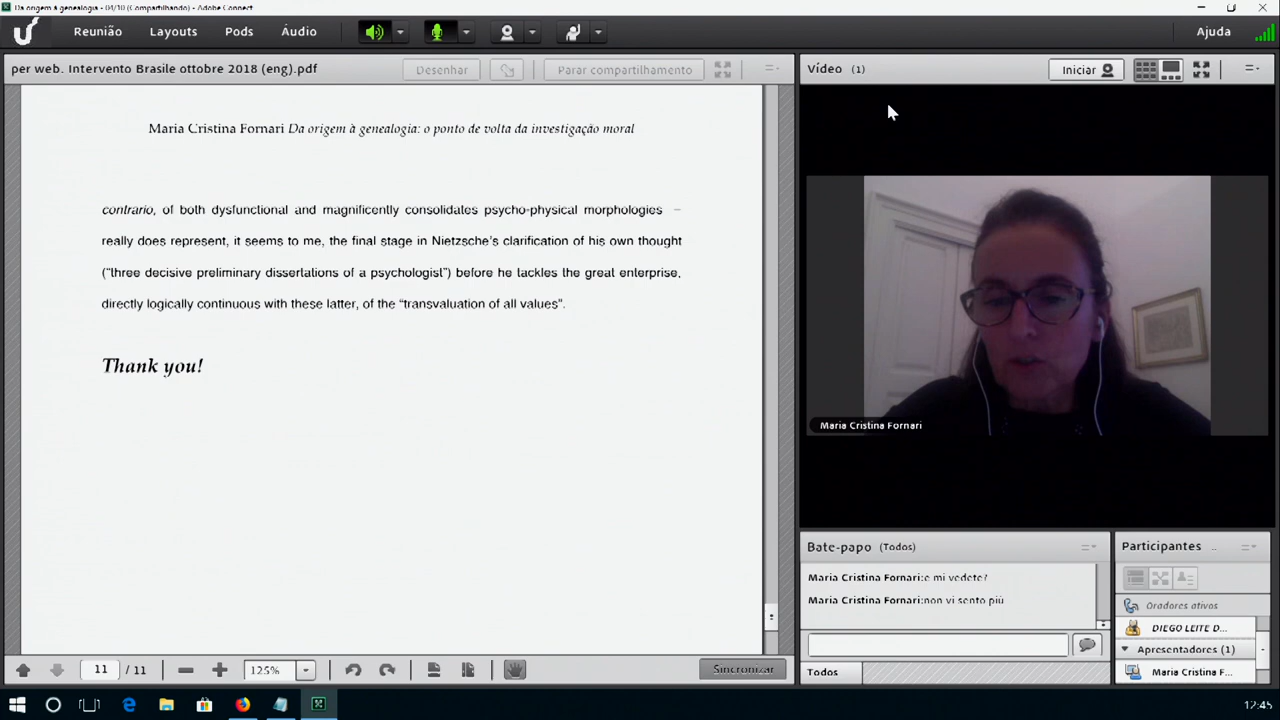 Da origem à genealogia - 04/10 (Compartilhando) - Adobe Connect
Reunião Layouts Pods Áudio Ajuda
per web. Intervento Brasile ottobre 2018 (eng).pdf Desenhar Parar compartilhamento
Maria Cristina Fornari Da origem à genealogia: o ponto de volta da investigação moral
contrario, of both dysfunctional and magnificently consolidates psycho-physical morphologies –
really does represent, it seems to me, the final stage in Nietzsche's clarification of his own thought
("three decisive preliminary dissertations of a psychologist") before he tackles the great enterprise,
directly logically continuous with these latter, of the "transvaluation of all values".
Thank you!
11 / 11 125% Sincronizar
Vídeo (1) Iniciar
Maria Cristina Fornari
Bate-papo (Todos)
Maria Cristina Fornari:e mi vedete?
Maria Cristina Fornari:non vi sento più
Todos
Participantes ..
Oradores ativos
DIEGO LEITE D...
Apresentadores (1)
Maria Cristina F...
12:45